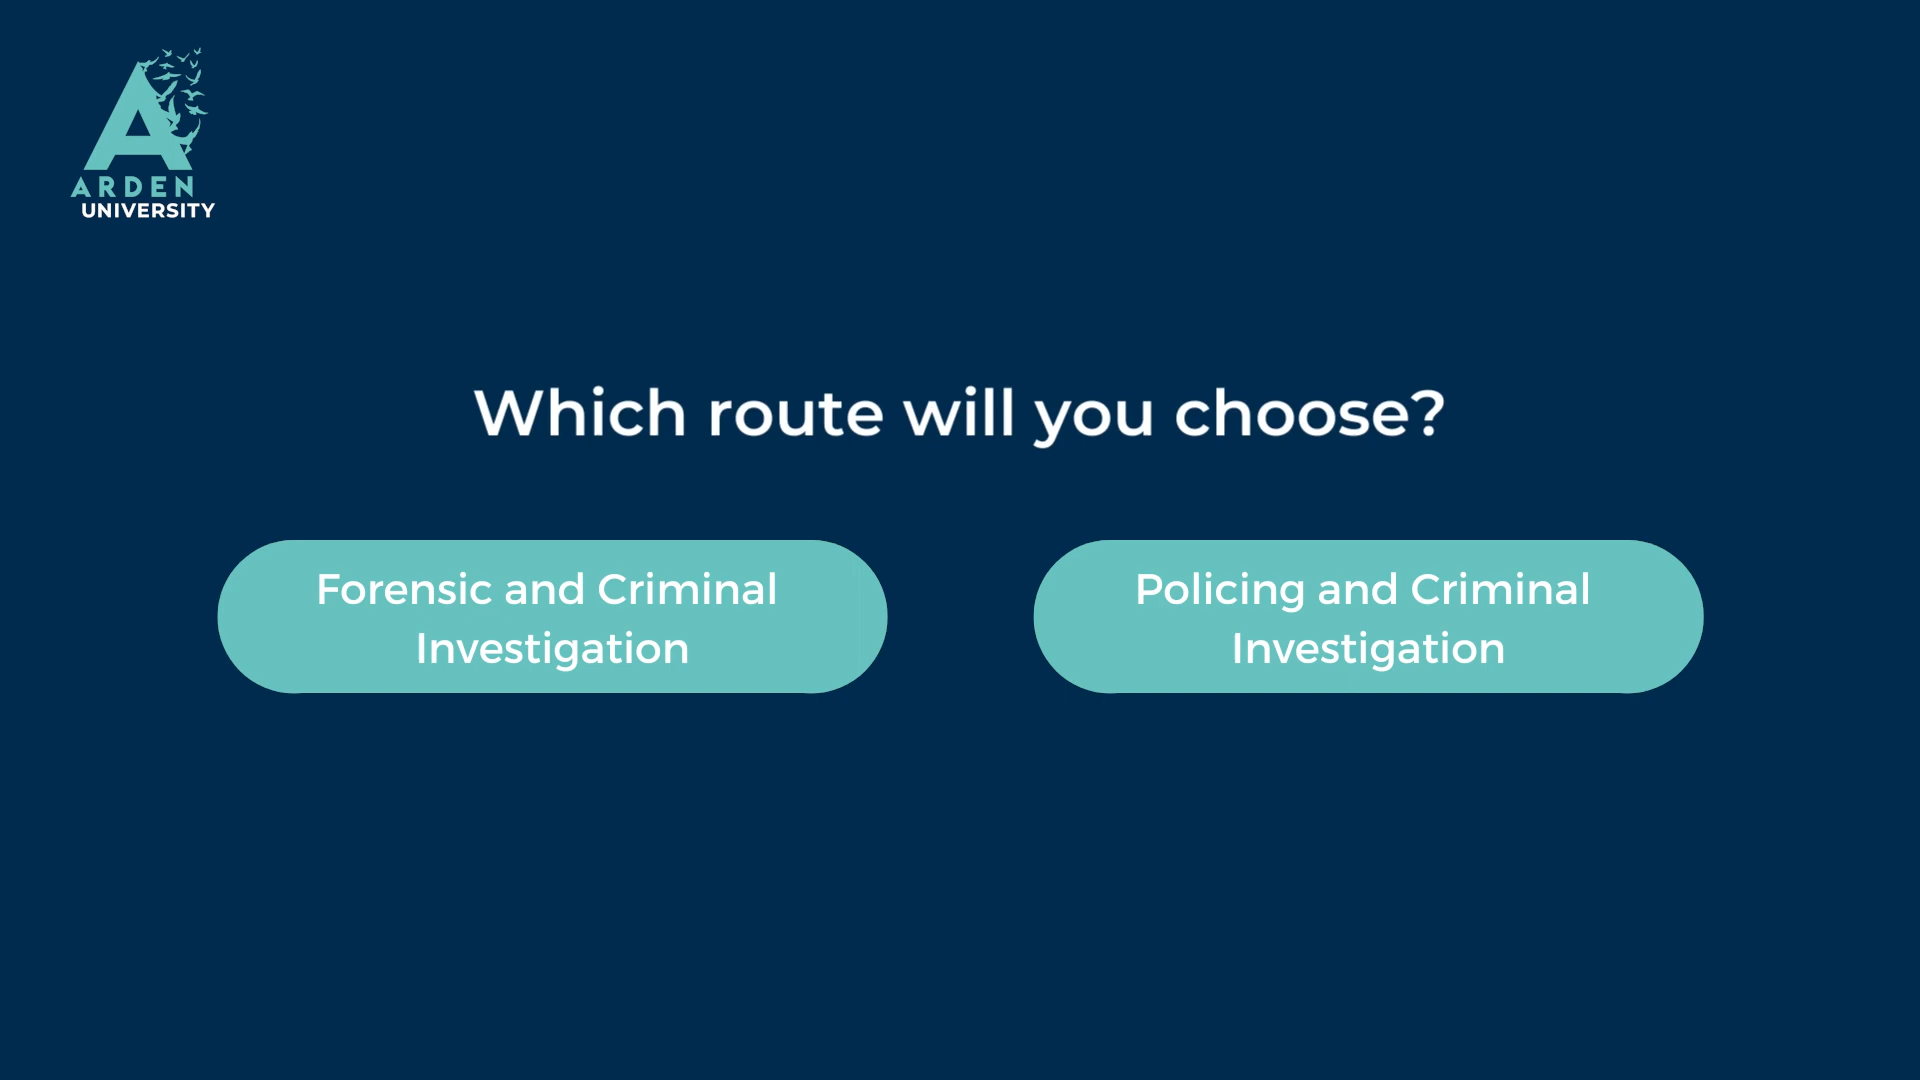 ARDEN
UNIVERSITY
Which route will you choose?
Forensic and Criminal
Investigation
Policing and Criminal
Investigation